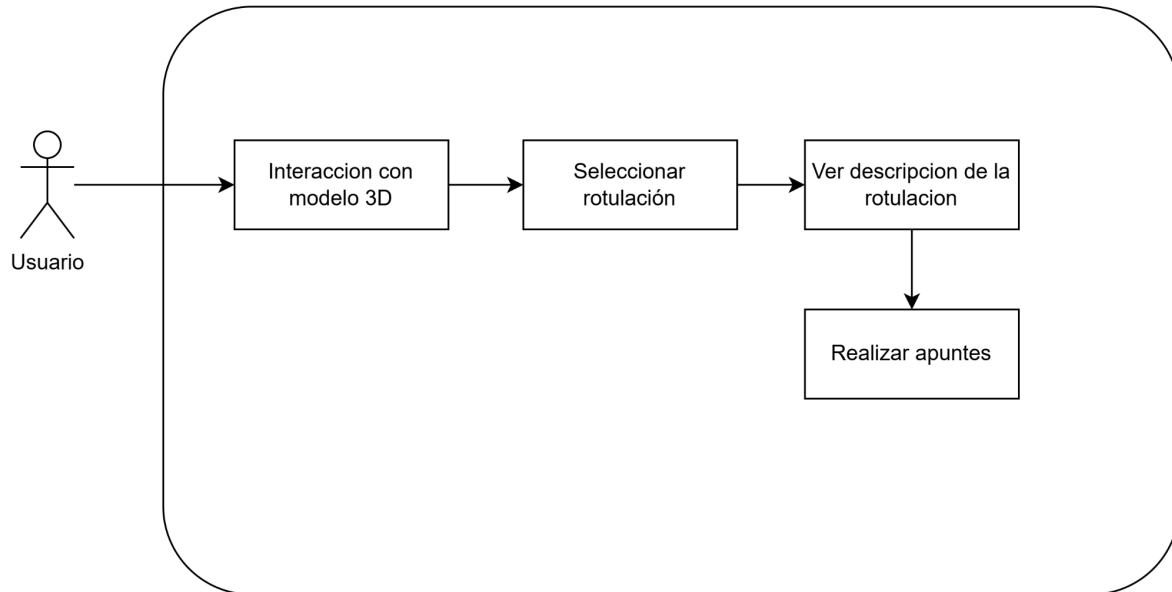 Usuario
Interaccion con
modelo 3D
Seleccionar
rotulación
Ver descripcion de la
rotulacion
Realizar apuntes